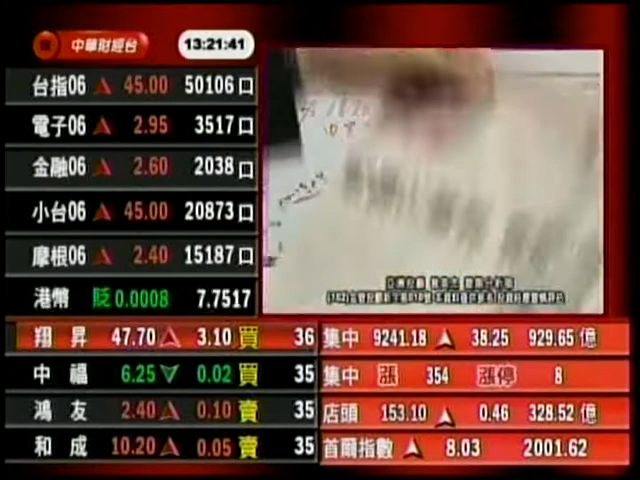 中華財經台 13:21:41
台指06 45.00 50106口
電子06 2.95 3517口
金融06 2.60 2038口
小台06 45.00 20873口
摩根06 2.40 15187口
港幣 貶0.0008 7.7517
翔昇 47.70 3.10 買 36
中福 6.25 0.02 買 35
鴻友 2.40 0.10 賣 35
和成 10.20 0.05 賣 35
集中 9241.18 38.25 929.65億
集中 漲 354 漲停 8
店頭 153.10 0.46 328.52億
首爾指數 8.03 2001.62